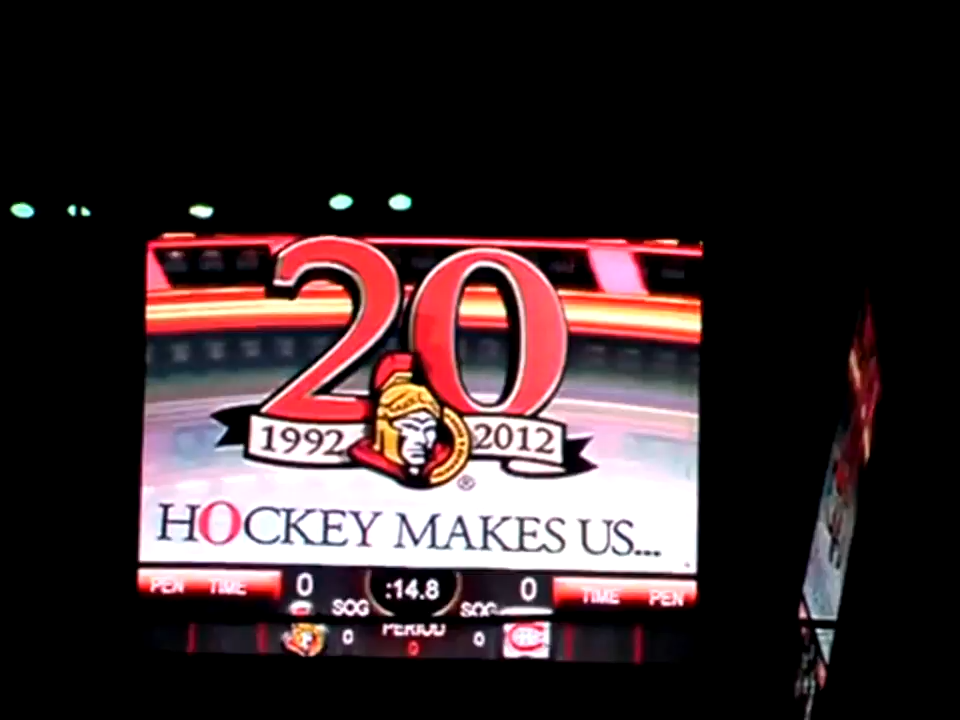 20
1992 2012
®
HOCKEY MAKES US...
PEN TIME 0 :14.8 0 TIME PEN
SOG SOG
0 PERIOD 0
0